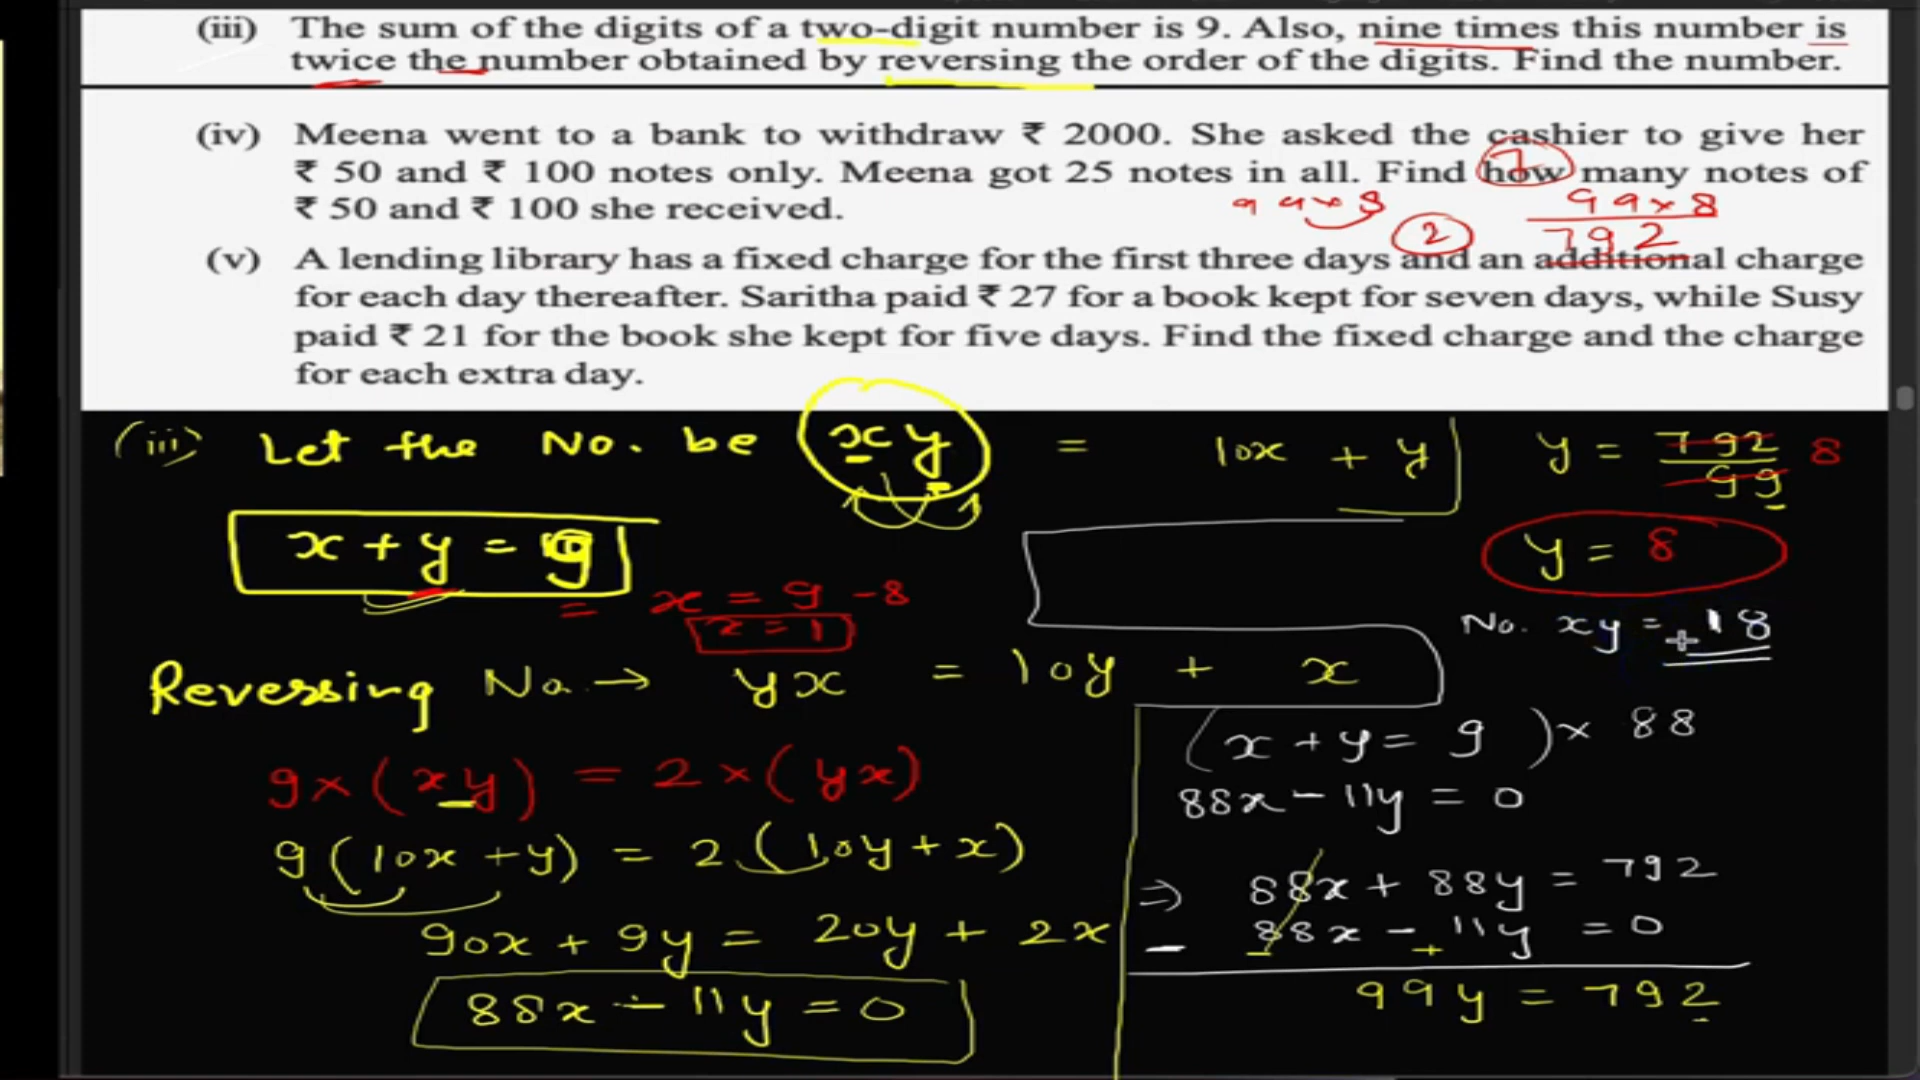 (iii) The sum of the digits of a two-digit number is 9. Also, nine times this number is
twice the number obtained by reversing the order of the digits. Find the number.
(iv) Meena went to a bank to withdraw ₹ 2000. She asked the cashier to give her
₹ 50 and ₹ 100 notes only. Meena got 25 notes in all. Find how many notes of
₹ 50 and ₹ 100 she received.
99×8
2
99×8
792
(v) A lending library has a fixed charge for the first three days and an additional charge
for each day thereafter. Saritha paid ₹ 27 for a book kept for seven days, while Susy
paid ₹ 21 for the book she kept for five days. Find the fixed charge and the charge
for each extra day.
(iii) Let the No. be xy = 10x + y
x + y = 9
= x = 9 - 8
x = 1
Reversing No → yx = 10y + x
9 × (xy) = 2 × (yx)
9(10x + y) = 2(10y + x)
90x + 9y = 20y + 2x
88x - 11y = 0
y = 792/99 8
y = 8
No. xy = 18
(x + y = 9) × 88
88x - 11y = 0
⇒ 88x + 88y = 792
- 88x - 11y = 0
- +
99y = 792